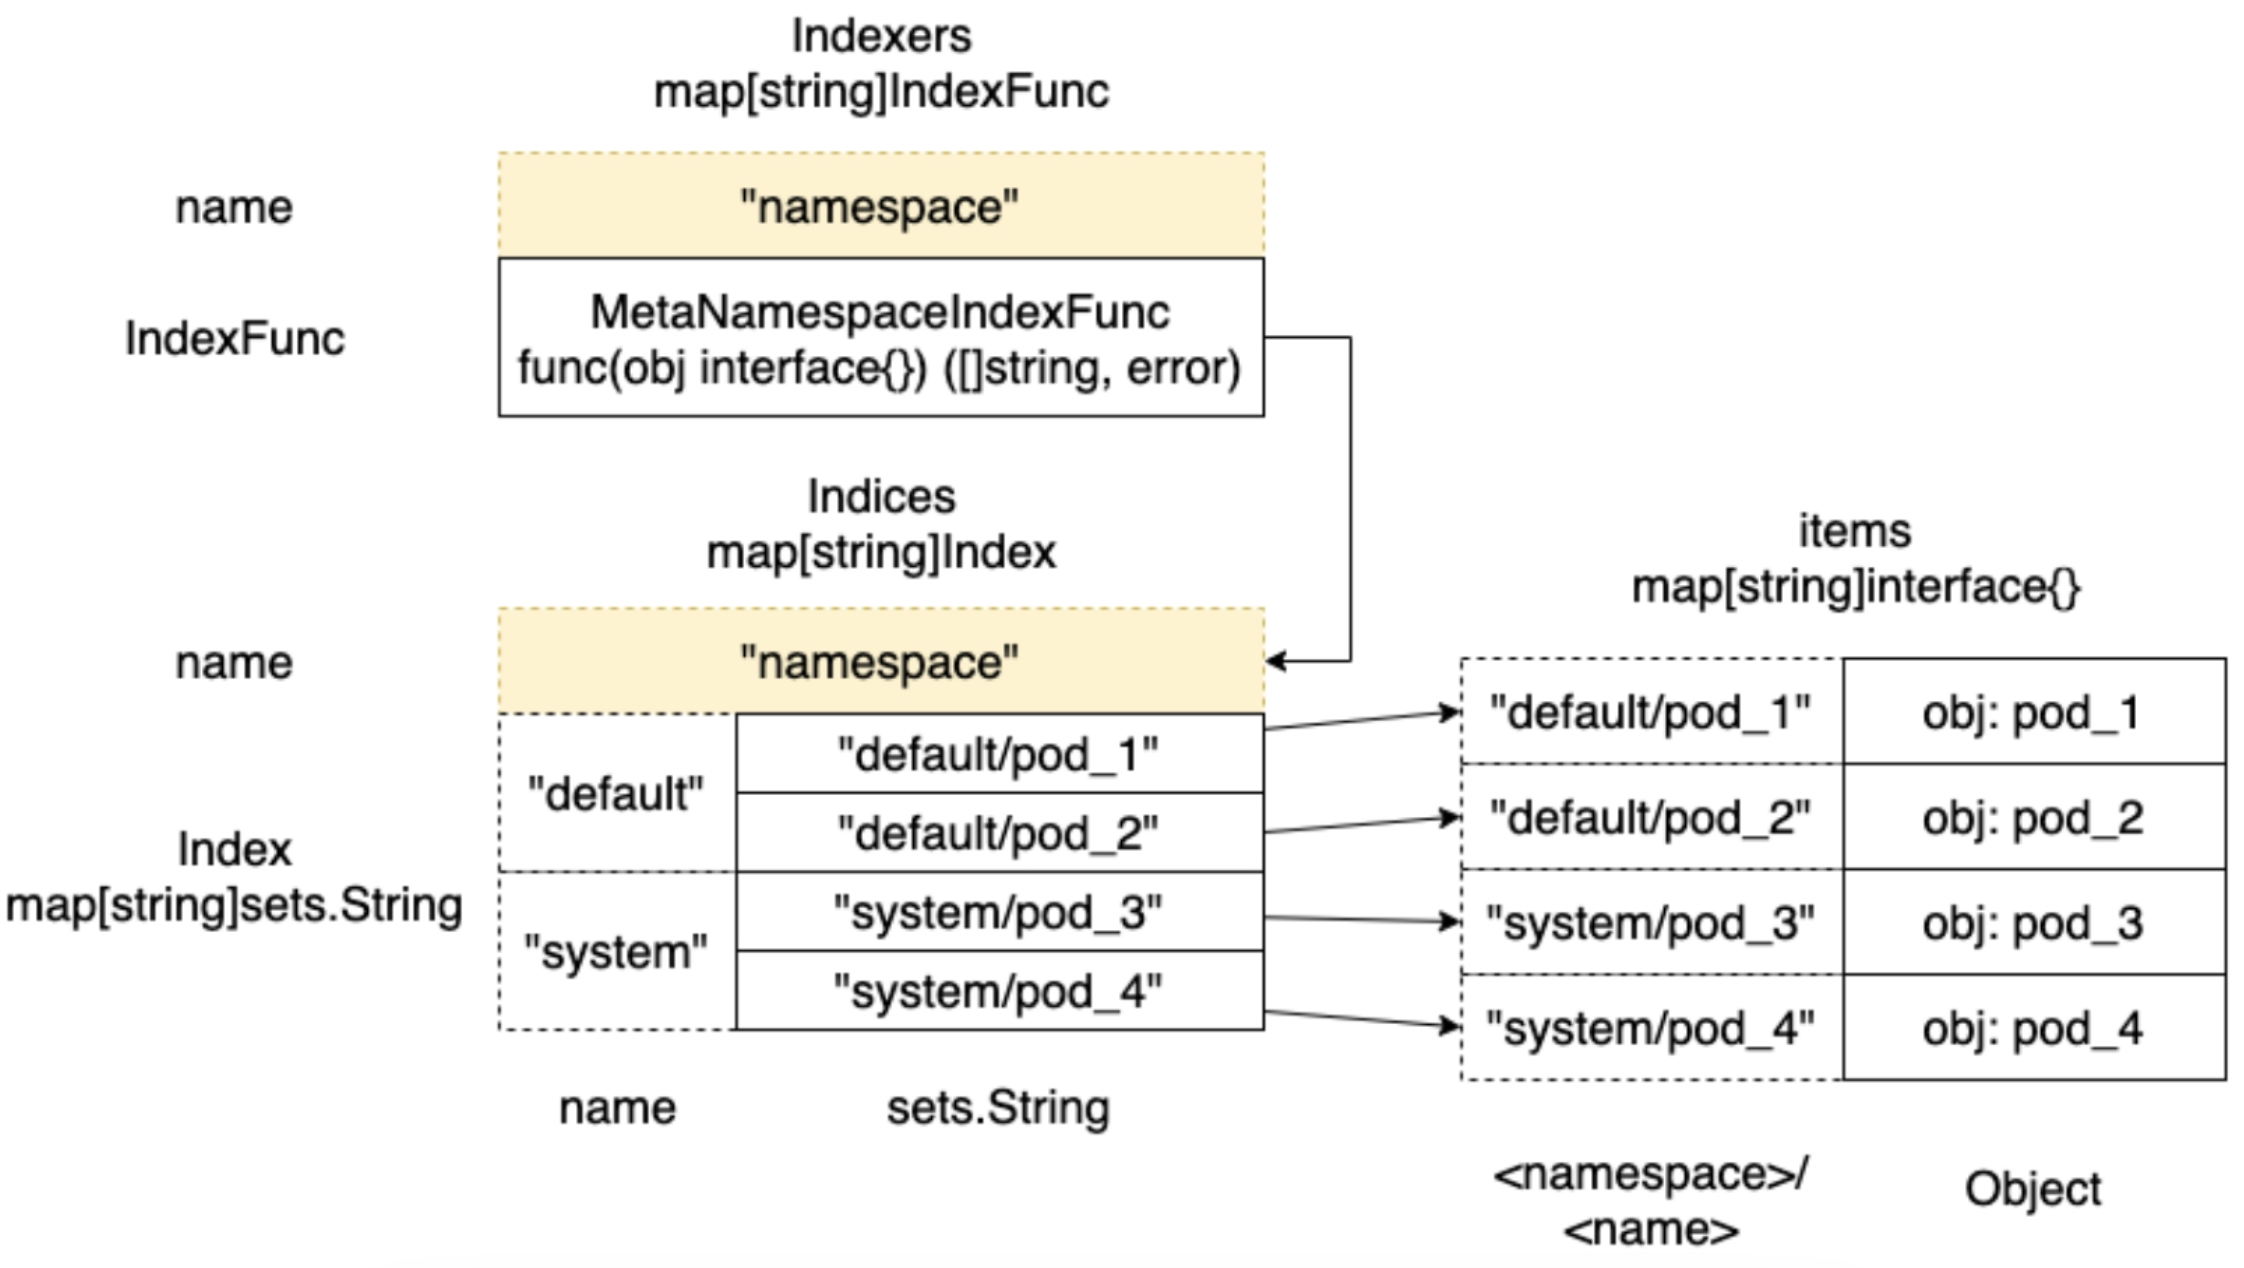 Indexers
map[string]IndexFunc
name
"namespace"
IndexFunc
MetaNamespaceIndexFunc
func(obj interface{}) ([]string, error)
Indices
map[string]Index
name
"namespace"
Index
map[string]sets.String
"default"
"default/pod_1"
"default/pod_2"
"system"
"system/pod_3"
"system/pod_4"
name
sets.String
items
map[string]interface{}
"default/pod_1"
obj: pod_1
"default/pod_2"
obj: pod_2
"system/pod_3"
obj: pod_3
"system/pod_4"
obj: pod_4
<namespace>/
<name>
Object